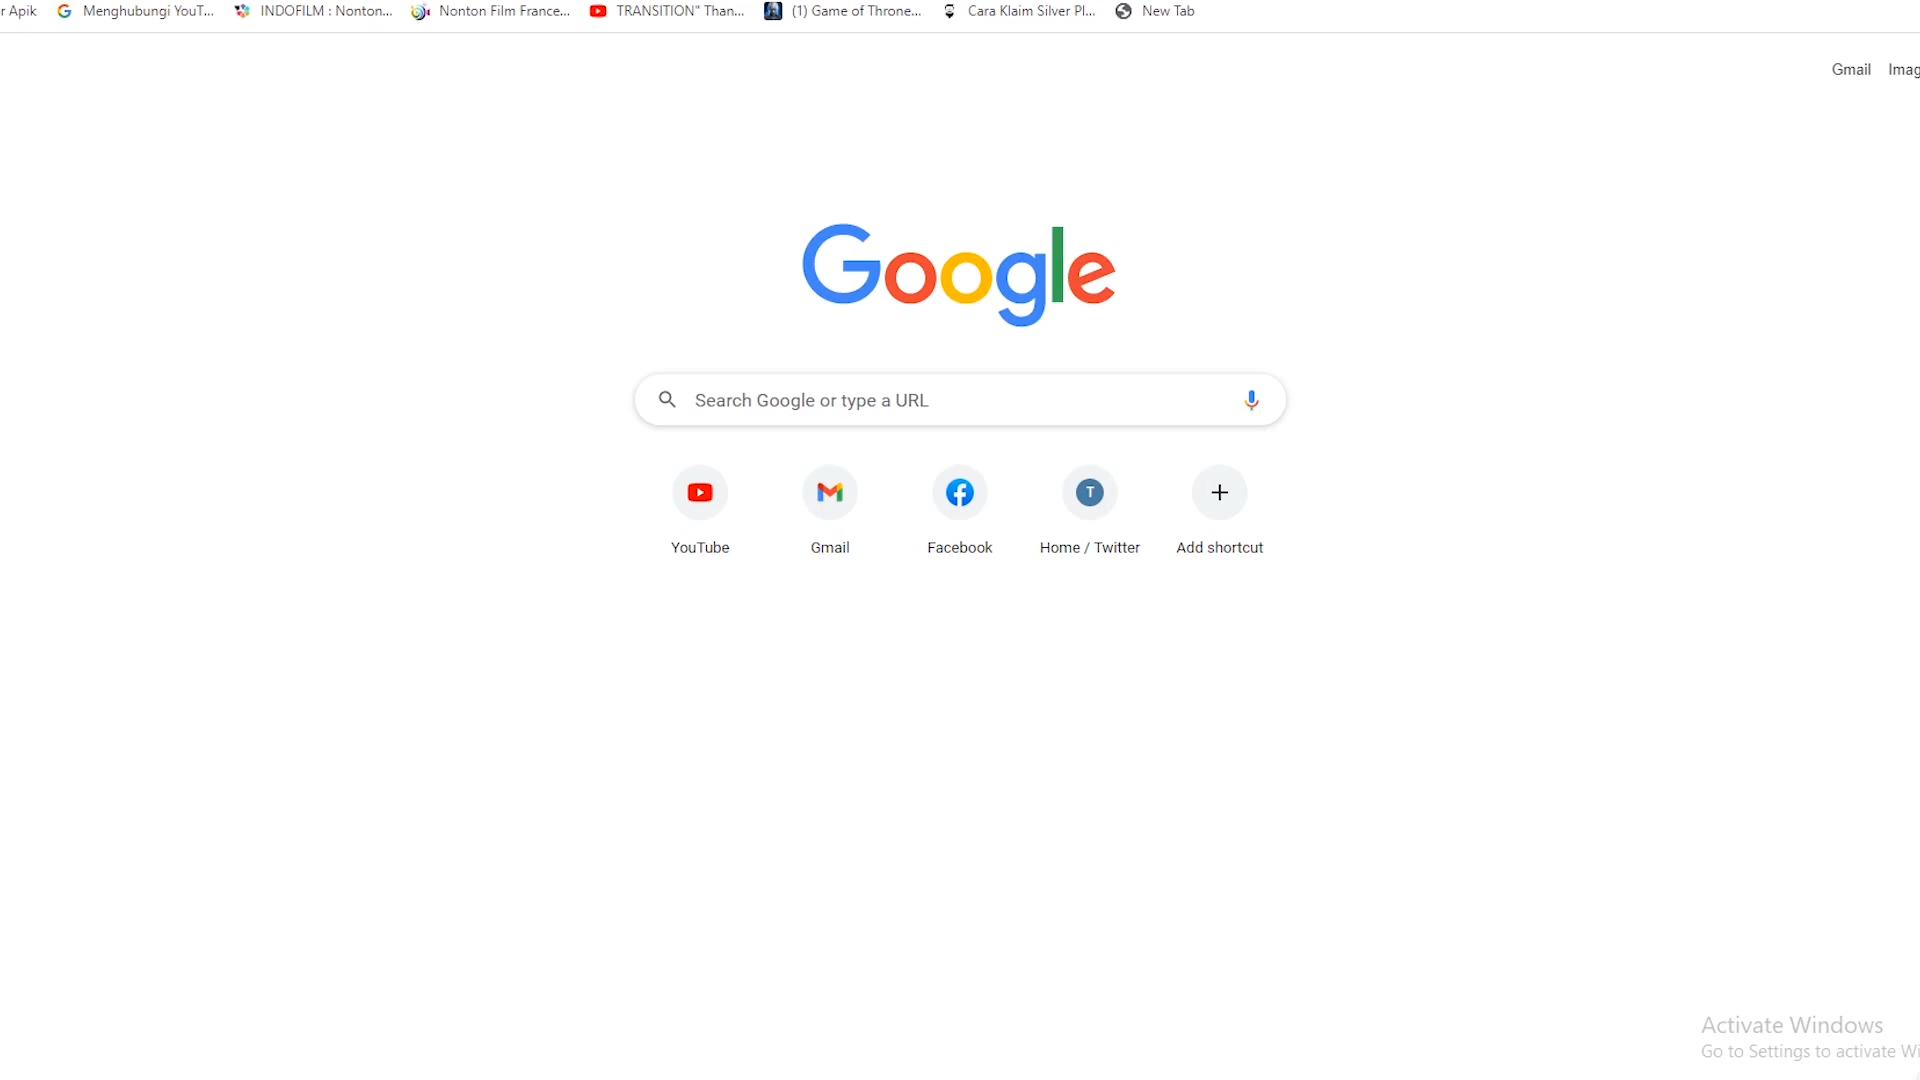 r Apik Menghubungi YouT... INDOFILM : Nonton... Nonton Film France... TRANSITION" Than... (1) Game of Throne... Cara Klaim Silver Pl... New Tab
Gmail Imag
Google
Search Google or type a URL
YouTube Gmail Facebook T Home / Twitter Add shortcut
Activate Windows
Go to Settings to activate Wi